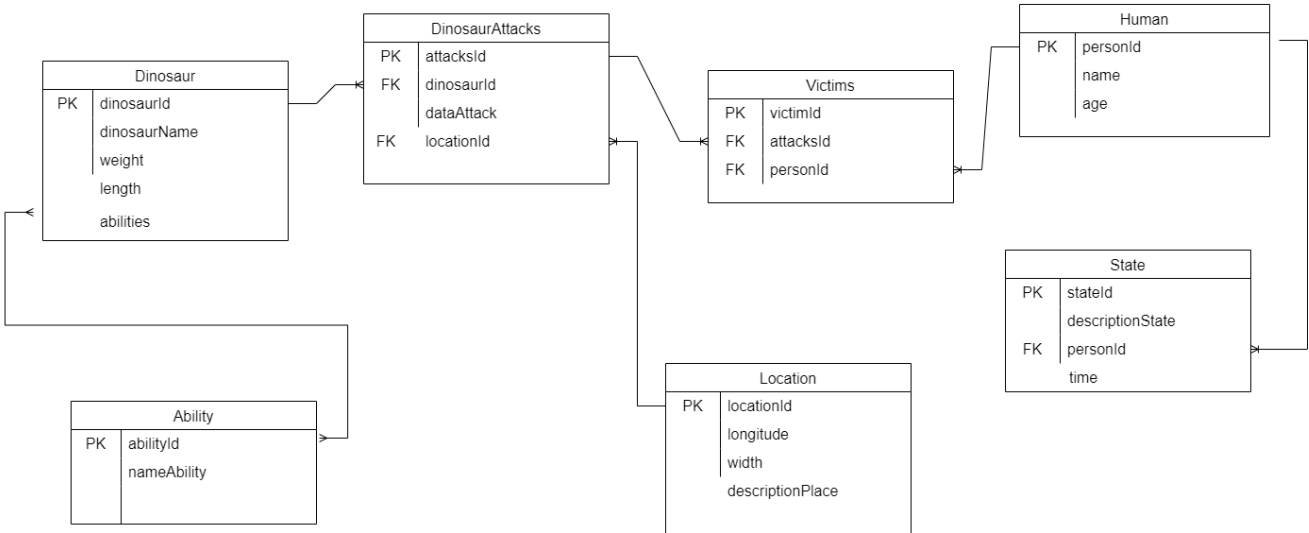 Dinosaur
PK dinosaurId
dinosaurName
weight
length
abilities
DinosaurAttacks
PK attacksId
FK dinosaurId
dataAttack
FK locationId
Victims
PK victimId
FK attacksId
FK personId
Human
PK personId
name
age
State
PK stateId
descriptionState
FK personId
time
Location
PK locationId
longitude
width
descriptionPlace
Ability
PK abilityId
nameAbility